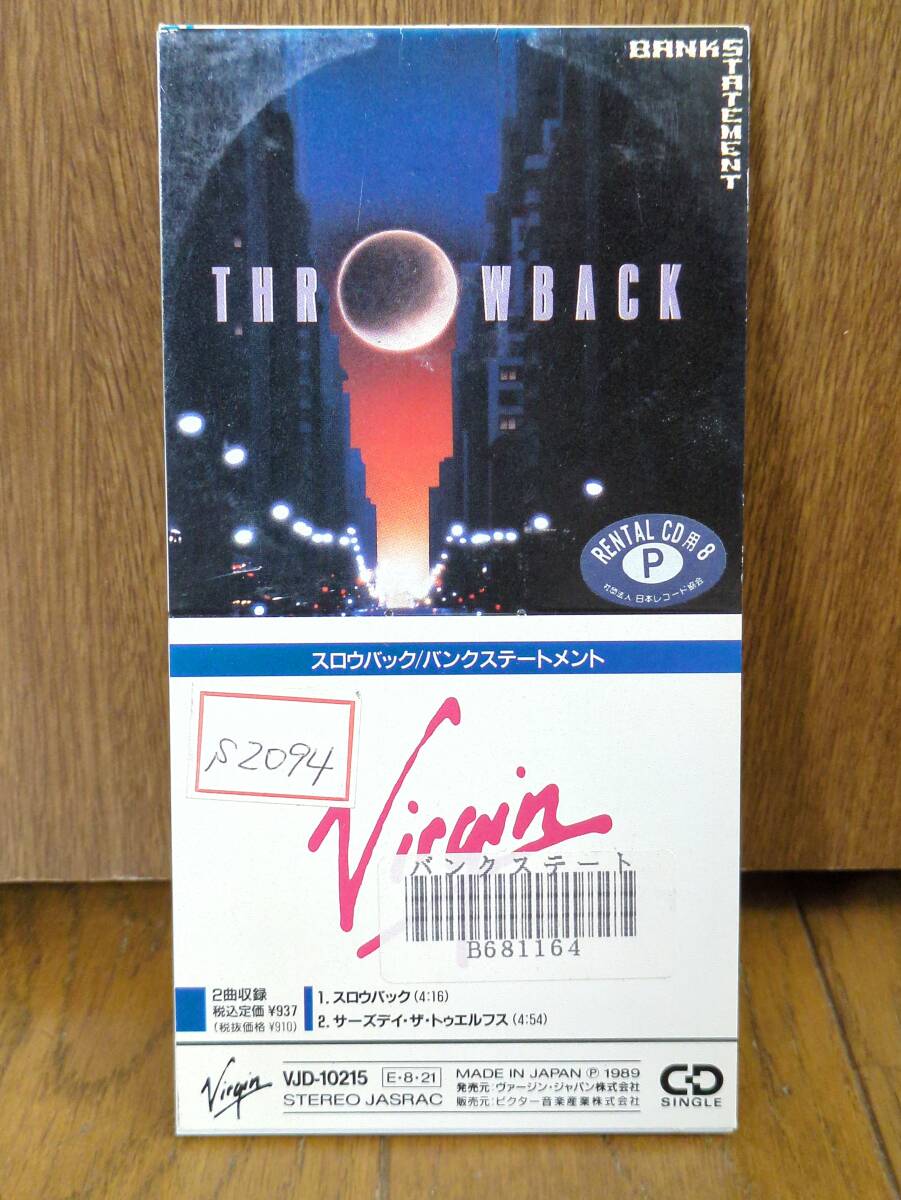 BANK
STATEMENT
THROWBACK
RENTAL CD用8
P
社団法人 日本レコード協会
スロウバック/バンクステートメント
S2094
Virgin
バンクステート
B681164
2曲収録
税込定価 ¥937
(税抜価格 ¥910)
1. スロウバック (4:16)
2. サーズデイ・ザ・トゥエルフス (4:54)
Virgin
VJD-10215 E・8・21
STEREO JASRAC
MADE IN JAPAN Ⓟ 1989
発売元:ヴァージン・ジャパン株式会社
販売元:ビクター音楽産業株式会社
CD
SINGLE